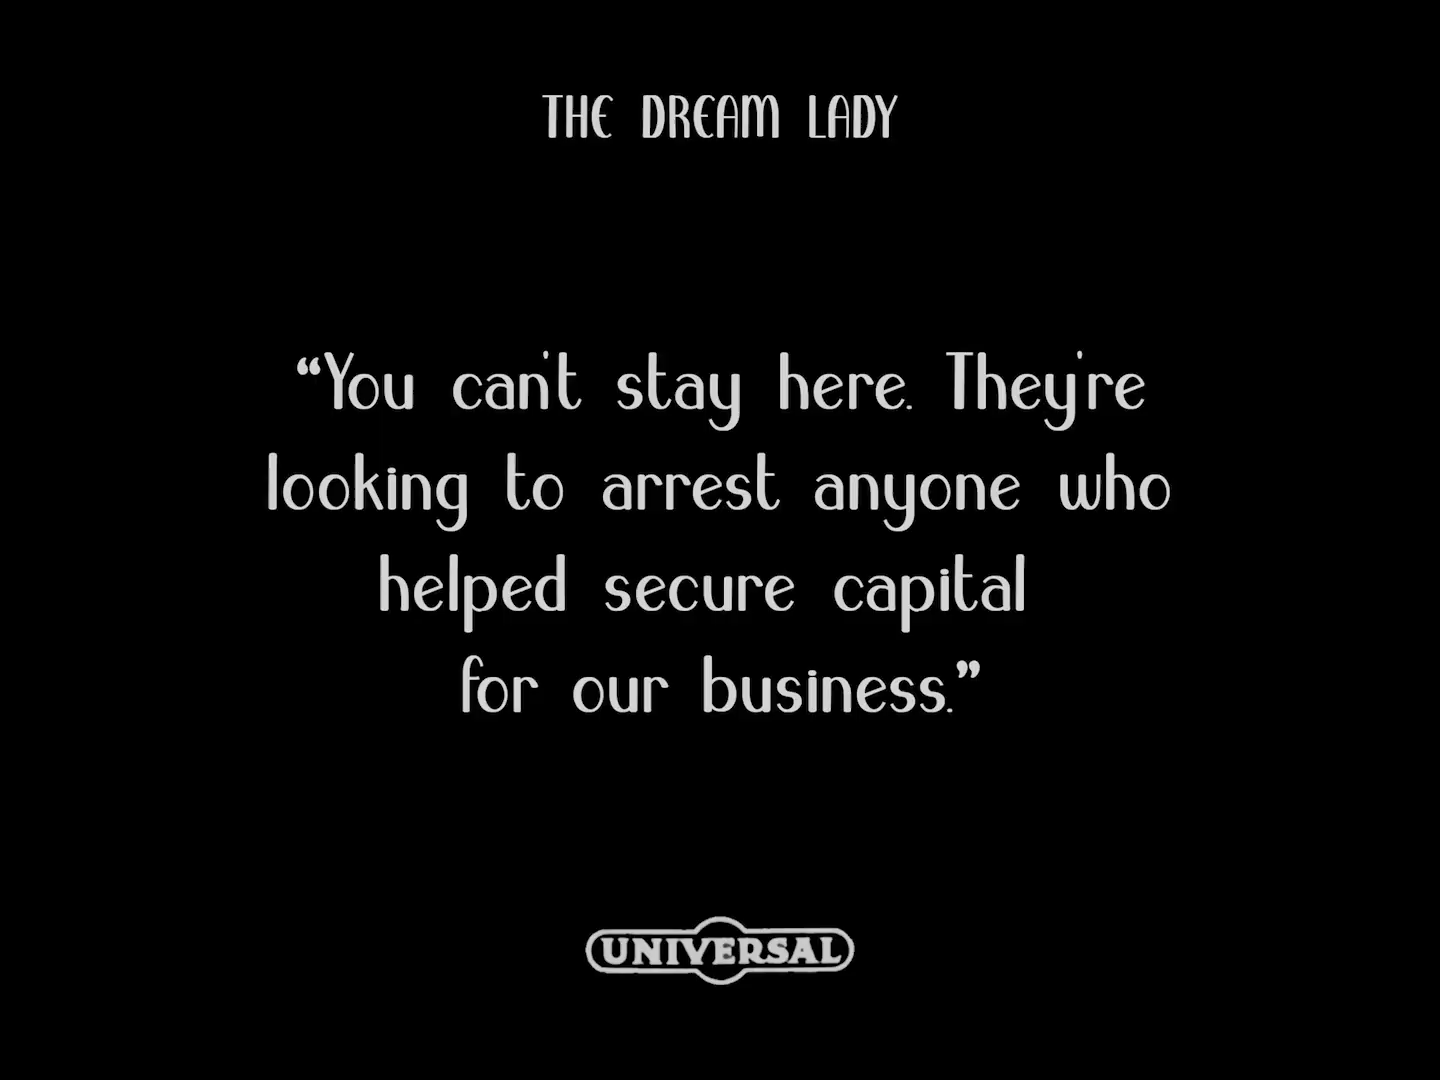 THE DREAM LADY
“You can't stay here. They're
looking to arrest anyone who
helped secure capital
for our business.”
UNIVERSAL